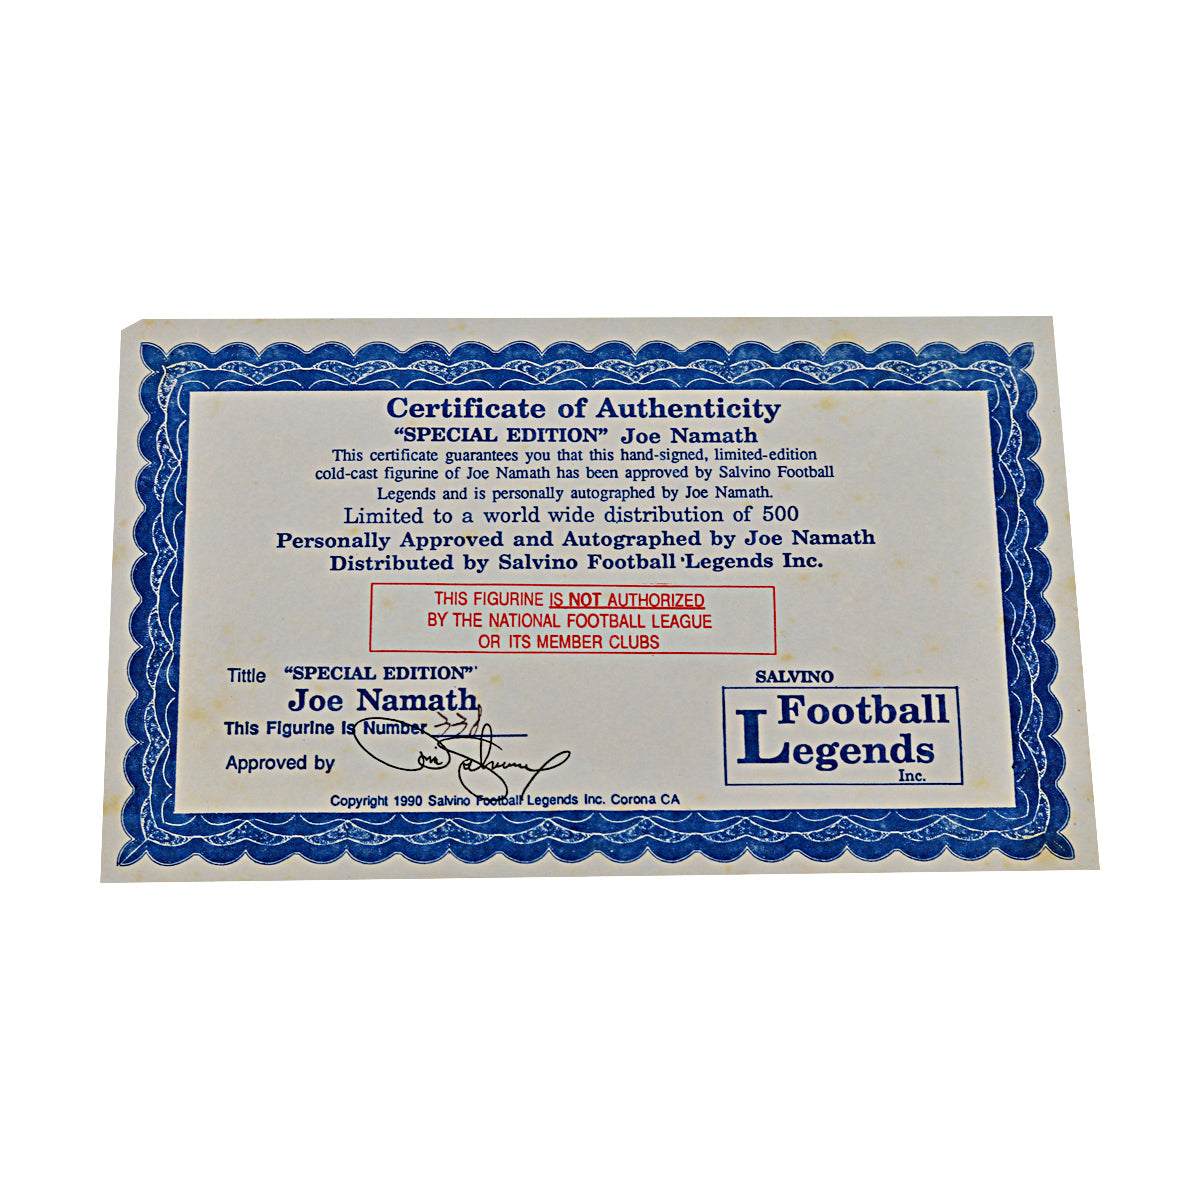 Certificate of Authenticity
"SPECIAL EDITION" Joe Namath
This certificate guarantees you that this hand-signed, limited-edition
cold-cast figurine of Joe Namath has been approved by Salvino Football
Legends and is personally autographed by Joe Namath.
Limited to a world wide distribution of 500
Personally Approved and Autographed by Joe Namath
Distributed by Salvino Football Legends Inc.
THIS FIGURINE IS NOT AUTHORIZED
BY THE NATIONAL FOOTBALL LEAGUE
OR ITS MEMBER CLUBS
Tittle "SPECIAL EDITION"
Joe Namath
This Figurine is Number
Approved by
Copyright 1990 Salvino Football Legends Inc. Corona CA
SALVINO
Football
Legends
Inc.